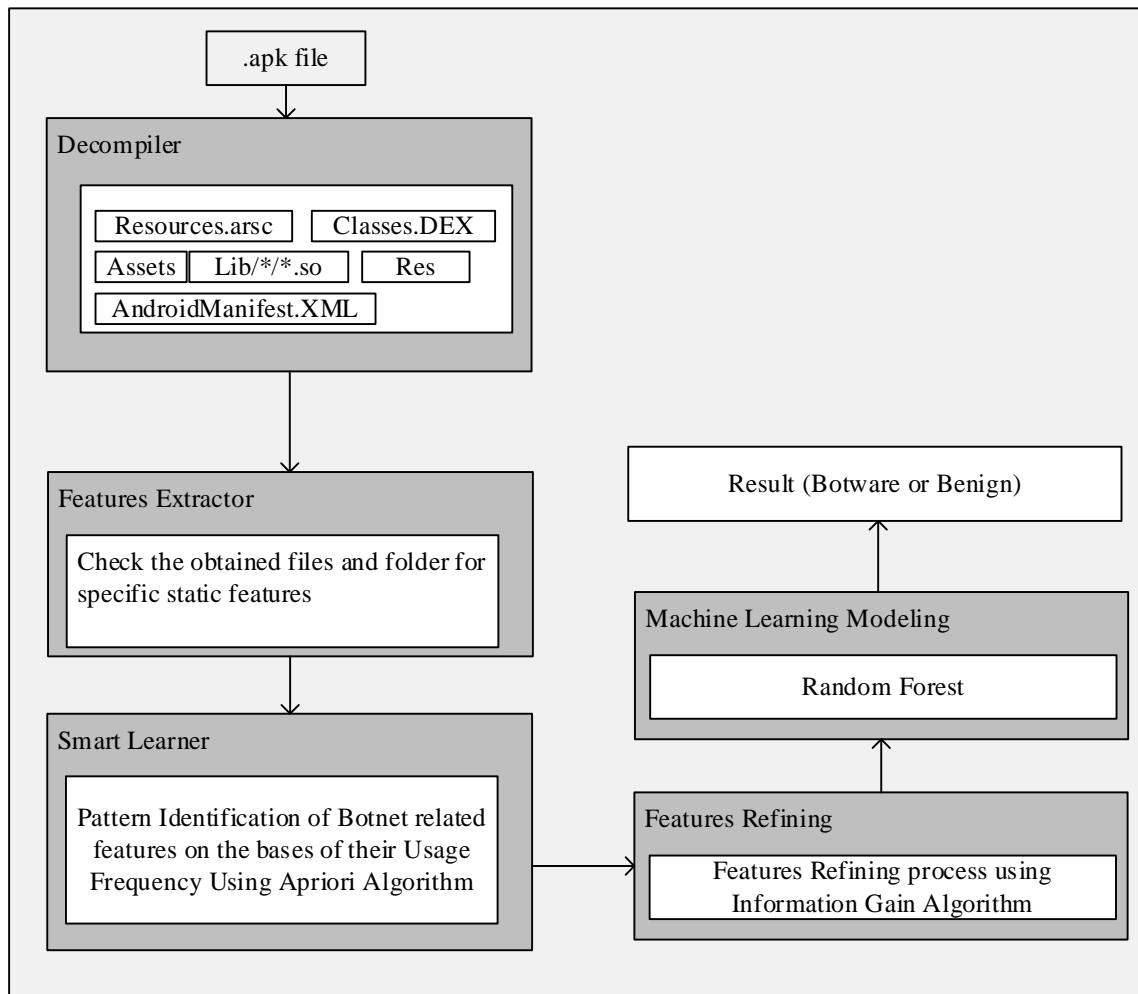 .apk file
Decompiler
Resources.arsc
Classes.DEX
Assets
Lib/*/*.so
Res
AndroidManifest.XML
Features Extractor
Check the obtained files and folder for
specific static features
Smart Learner
Pattern Identification of Botnet related
features on the bases of their Usage
Frequency Using Apriori Algorithm
Features Refining
Features Refining process using
Information Gain Algorithm
Machine Learning Modeling
Random Forest
Result (Botware or Benign)